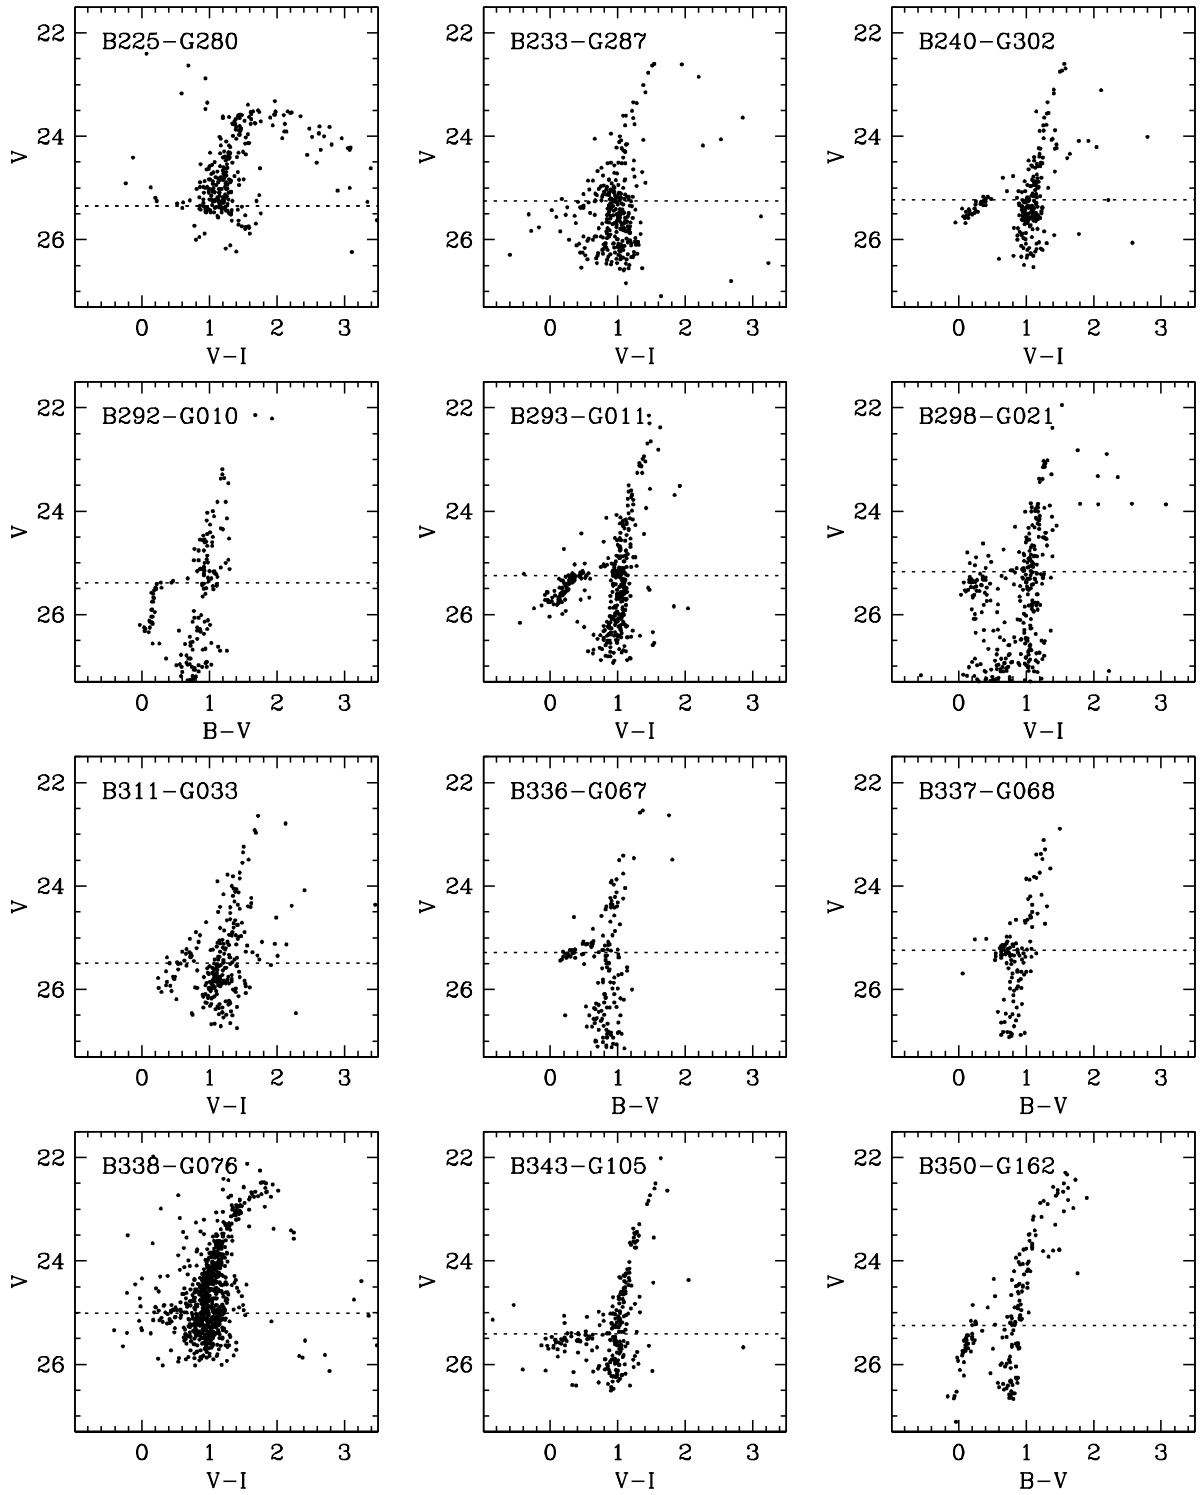 B225-G280
B233-G287
B240-G302
22
24
26
V
0 1 2 3
V-I
22
24
26
V
0 1 2 3
V-I
22
24
26
V
0 1 2 3
V-I
B292-G010
B293-G011
B298-G021
22
24
26
V
0 1 2 3
B-V
22
24
26
V
0 1 2 3
V-I
22
24
26
V
0 1 2 3
V-I
B311-G033
B336-G067
B337-G068
22
24
26
V
0 1 2 3
V-I
22
24
26
V
0 1 2 3
B-V
22
24
26
V
0 1 2 3
B-V
B338-G076
B343-G105
B350-G162
22
24
26
V
0 1 2 3
V-I
22
24
26
V
0 1 2 3
V-I
22
24
26
V
0 1 2 3
B-V